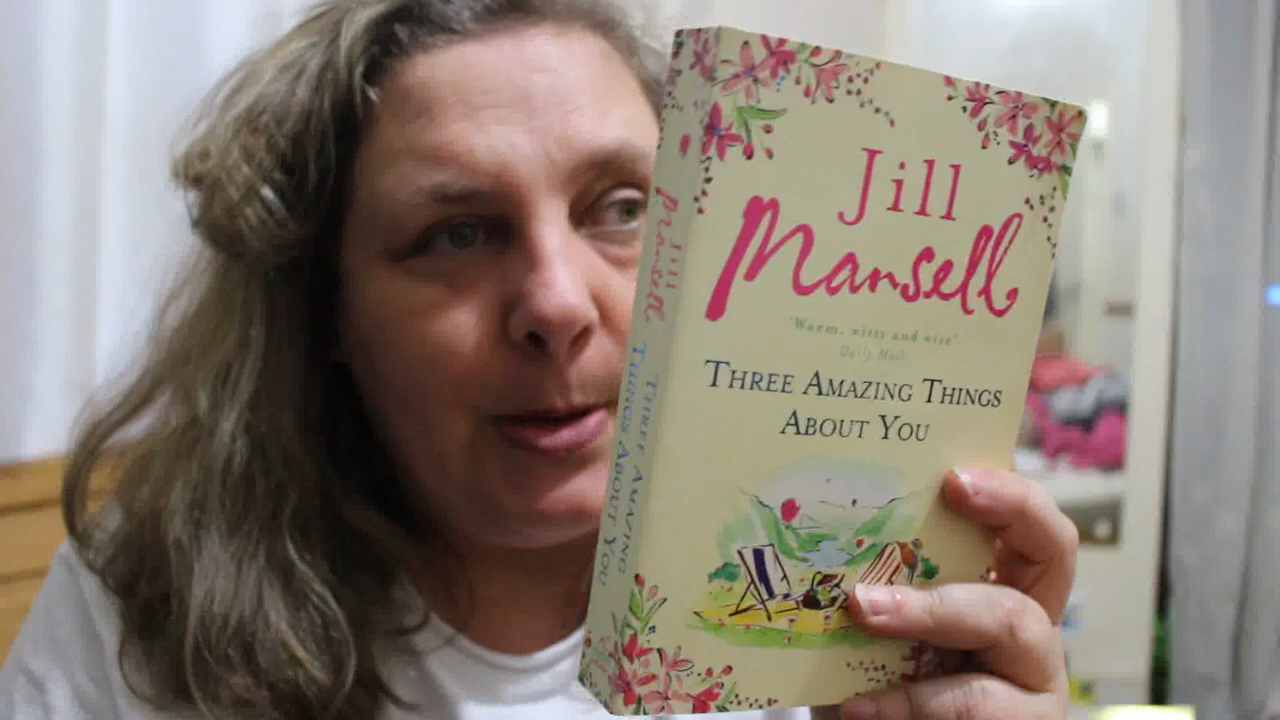 Jill
Mansell
'Warm, witty and wise'
Daily Mail
THREE AMAZING THINGS
ABOUT YOU
Jill
Mansell
THREE AMAZING
THINGS ABOUT YOU